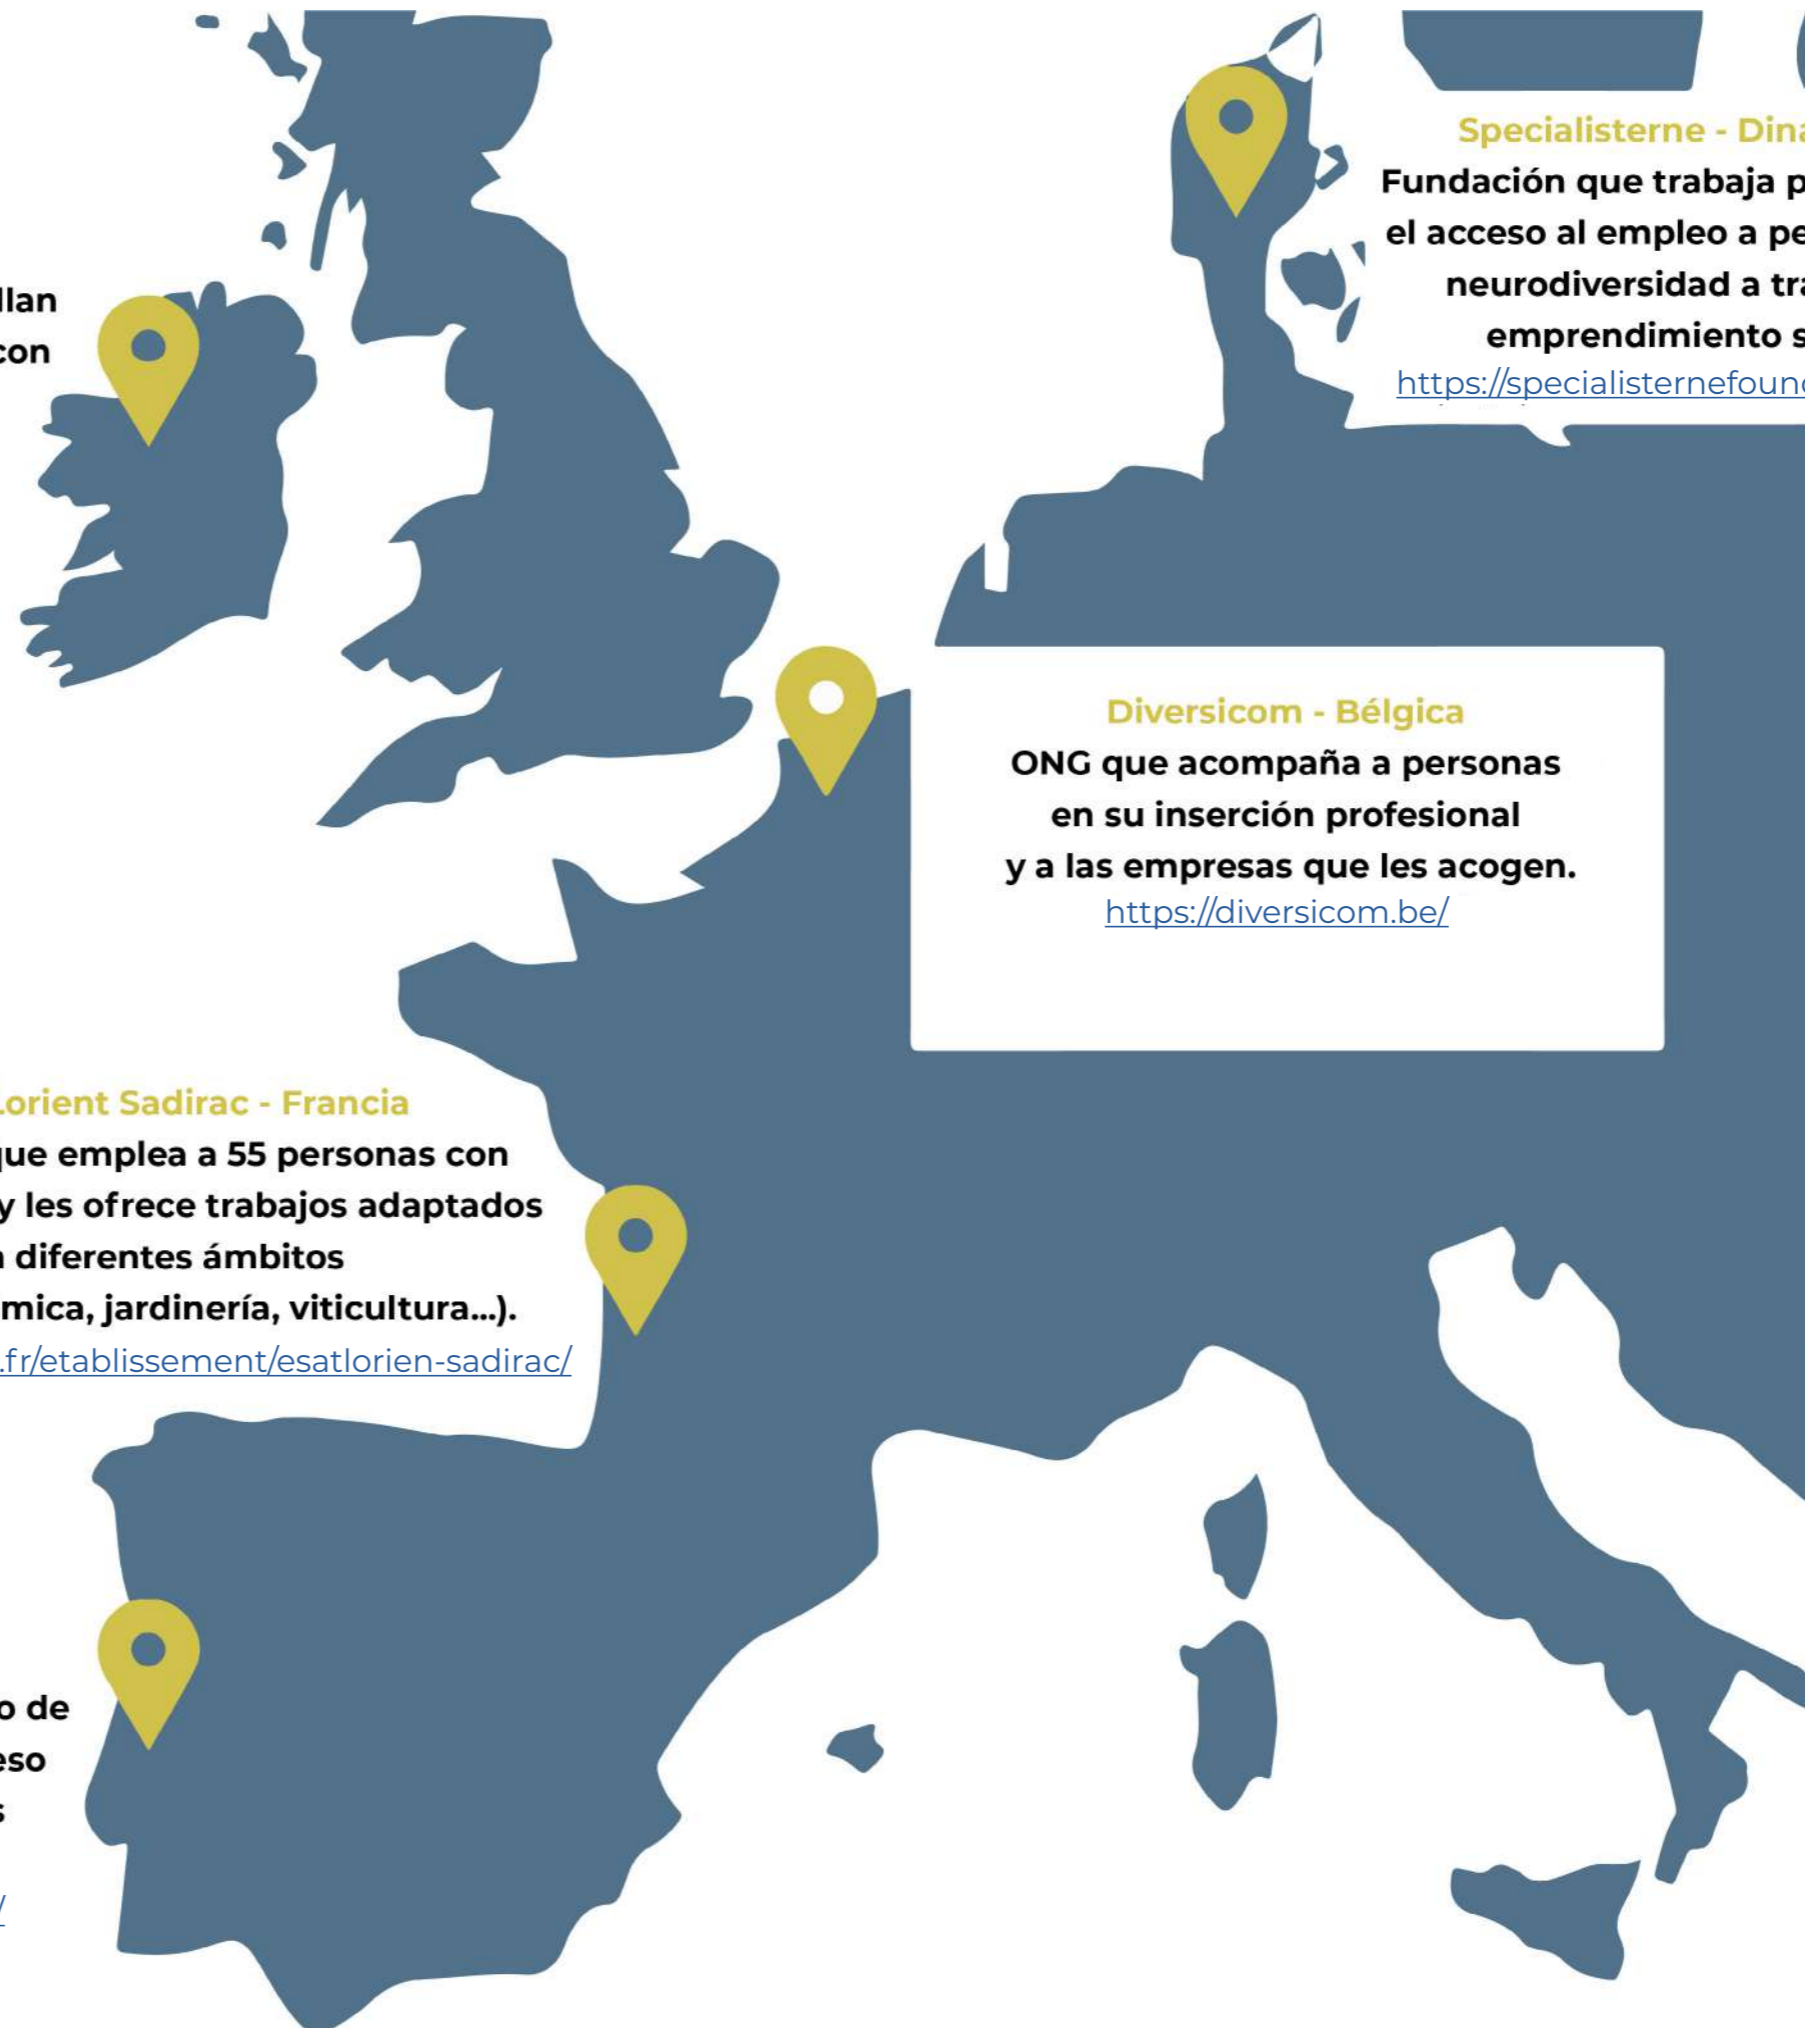 Specialisterne - Dina
Fundación que trabaja p
el acceso al empleo a pe
neurodiversidad a tra
emprendimiento s
https://specialisternefoun
llan
con
Diversicom - Bélgica
ONG que acompaña a personas
en su inserción profesional
y a las empresas que les acogen.
https://diversicom.be/
Lorient Sadirac - Francia
que emplea a 55 personas con
y les ofrece trabajos adaptados
n diferentes ámbitos
mica, jardinería, viticultura...).
.fr/etablissement/esatlorien-sadirac/
o de
eso
s
/